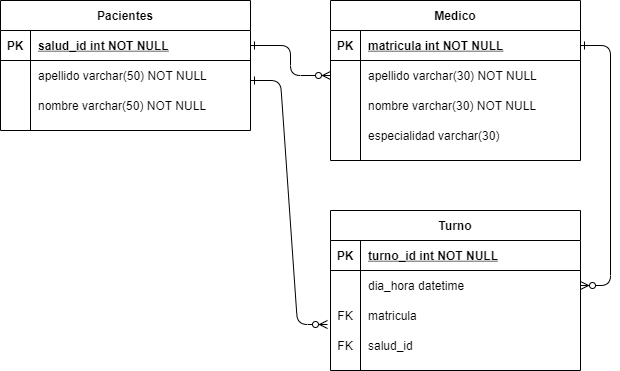 Pacientes
PK salud_id int NOT NULL
apellido varchar(50) NOT NULL
nombre varchar(50) NOT NULL
Medico
PK matricula int NOT NULL
apellido varchar(30) NOT NULL
nombre varchar(30) NOT NULL
especialidad varchar(30)
Turno
PK turno_id int NOT NULL
dia_hora datetime
FK matricula
FK salud_id